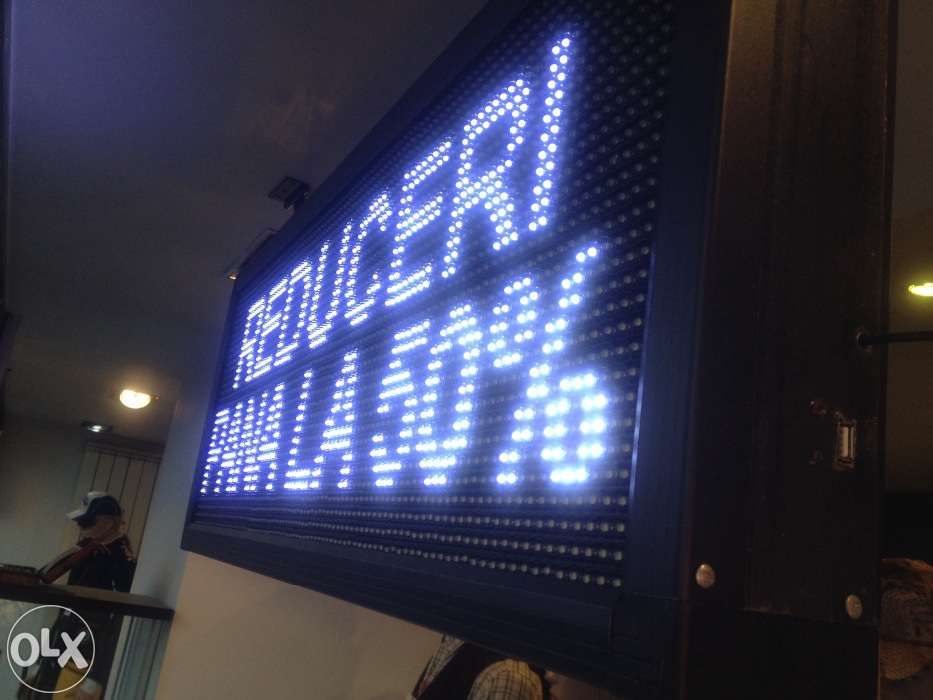 REDUCERI
PANA LA 50%
OLX